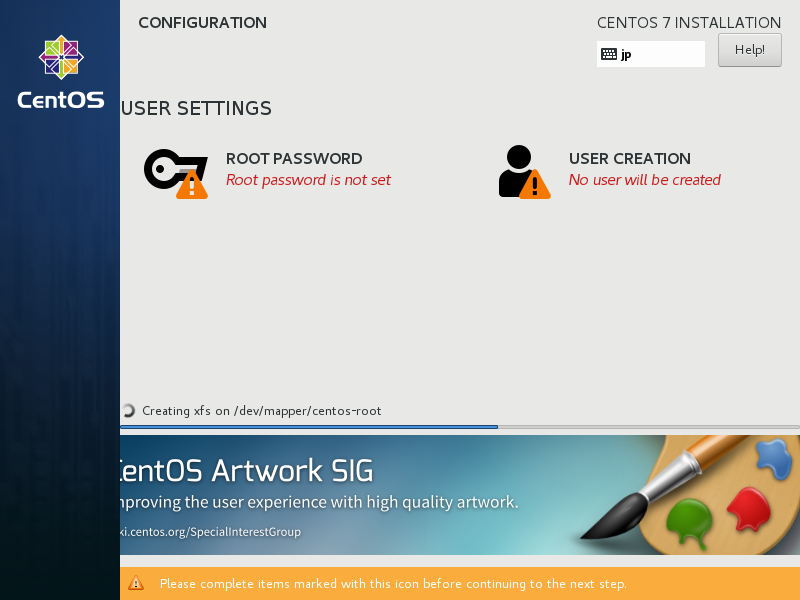 CONFIGURATION
CENTOS 7 INSTALLATION
jp
Help!
CentOS
USER SETTINGS
ROOT PASSWORD
Root password is not set
USER CREATION
No user will be created
Creating xfs on /dev/mapper/centos-root
CentOS Artwork SIG
mproving the user experience with high quality artwork.
ki.centos.org/SpecialInterestGroup
Please complete items marked with this icon before continuing to the next step.